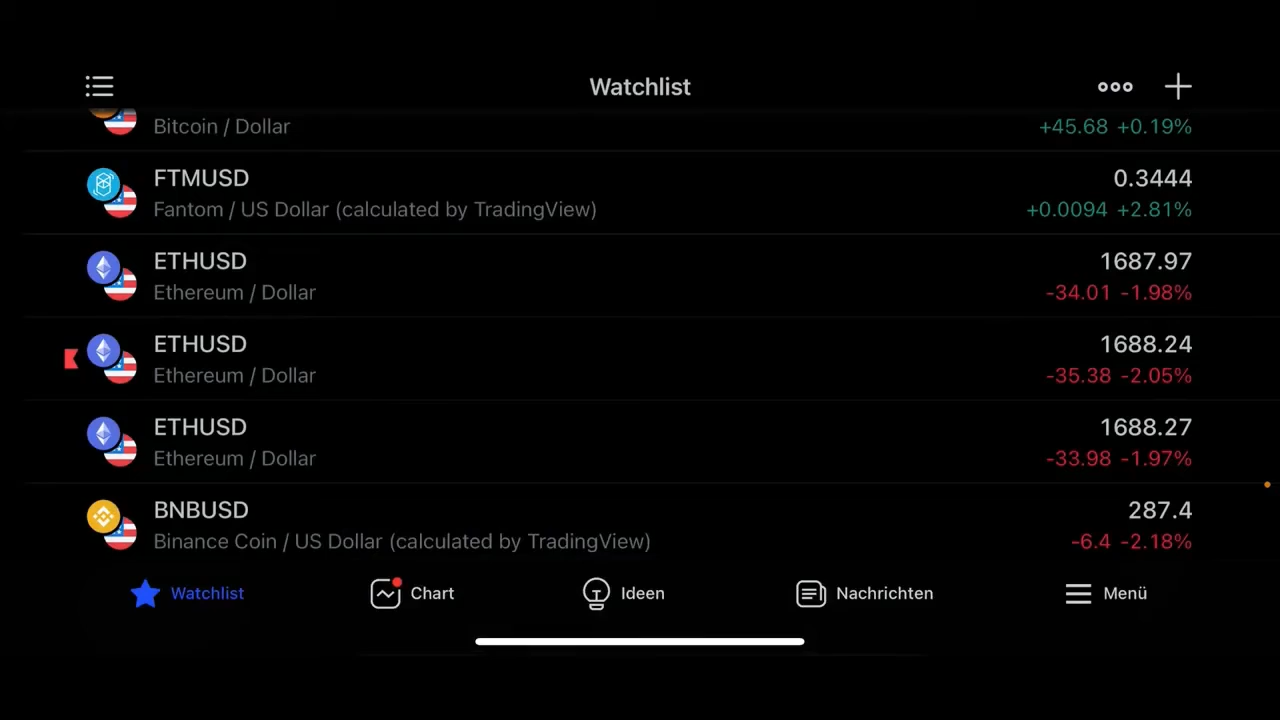 Watchlist
Bitcoin / Dollar
+45.68 +0.19%
FTMUSD
0.3444
Fantom / US Dollar (calculated by TradingView)
+0.0094 +2.81%
ETHUSD
1687.97
Ethereum / Dollar
-34.01 -1.98%
ETHUSD
1688.24
Ethereum / Dollar
-35.38 -2.05%
ETHUSD
1688.27
Ethereum / Dollar
-33.98 -1.97%
BNBUSD
287.4
Binance Coin / US Dollar (calculated by TradingView)
-6.4 -2.18%
Watchlist
Chart
Ideen
Nachrichten
Menü